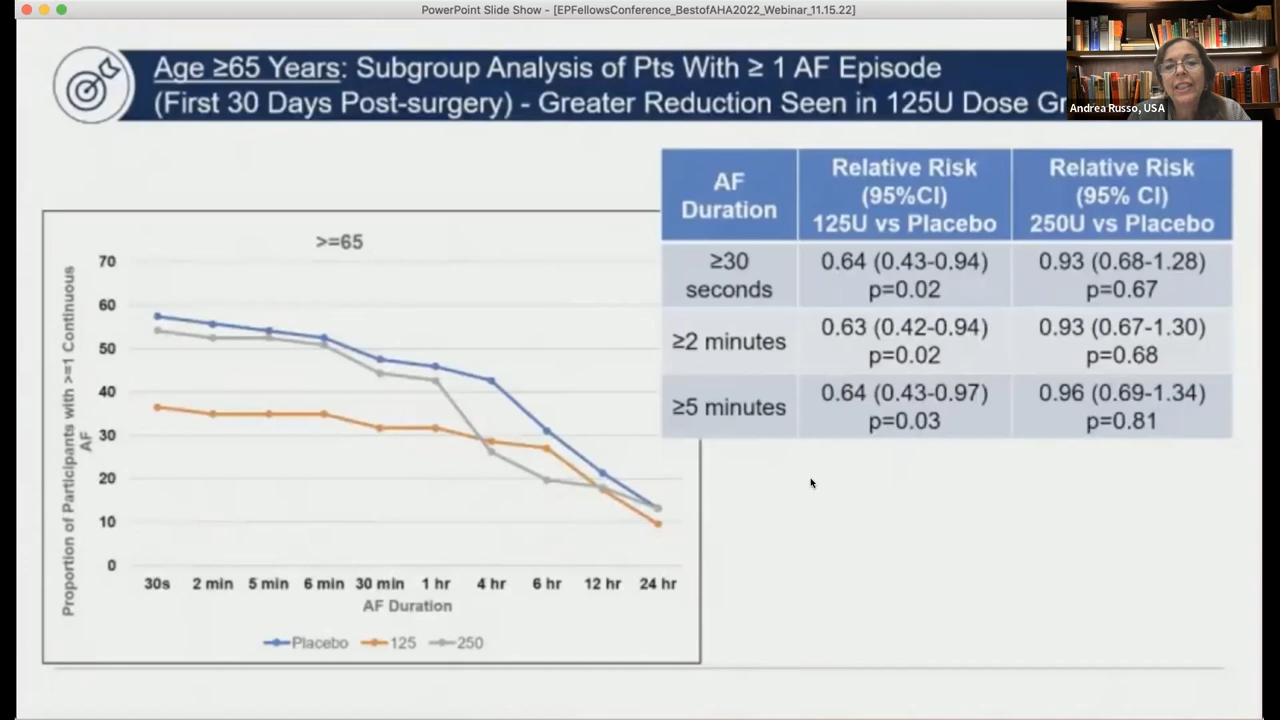 PowerPoint Slide Show - [EPFellowsConference_BestofAHA2022_Webinar_11.15.22]
Age ≥65 Years: Subgroup Analysis of Pts With ≥ 1 AF Episode
(First 30 Days Post-surgery) - Greater Reduction Seen in 125U Dose Gr
Andrea Russo, USA
AF
Duration
Relative Risk
(95%CI)
125U vs Placebo
Relative Risk
(95% CI)
250U vs Placebo
≥30
seconds
0.64 (0.43-0.94)
p=0.02
0.93 (0.68-1.28)
p=0.67
≥2 minutes
0.63 (0.42-0.94)
p=0.02
0.93 (0.67-1.30)
p=0.68
≥5 minutes
0.64 (0.43-0.97)
p=0.03
0.96 (0.69-1.34)
p=0.81
>=65
Proportion of Participants with >=1 Continuous
AF
70
60
50
40
30
20
10
0
30s 2 min 5 min 6 min 30 min 1 hr 4 hr 6 hr 12 hr 24 hr
AF Duration
Placebo 125 250